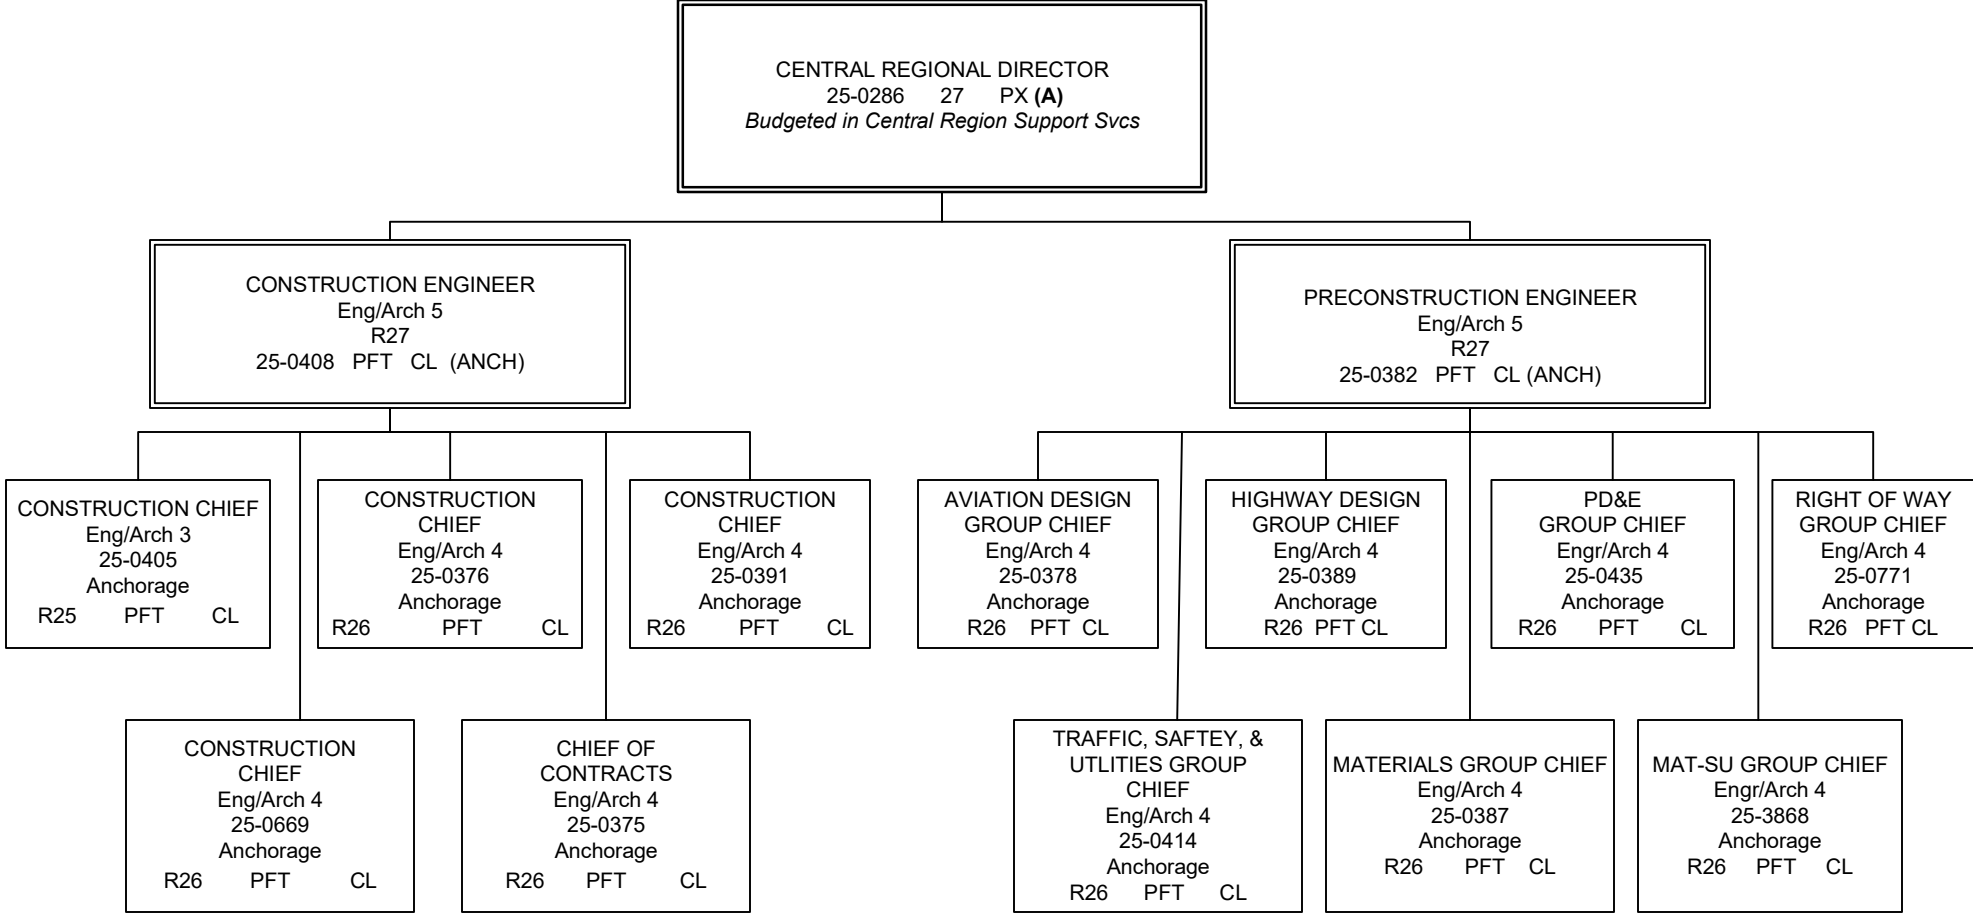 CENTRAL REGIONAL DIRECTOR
25-0286 27 PX (A)
Budgeted in Central Region Support Svcs
CONSTRUCTION ENGINEER
Eng/Arch 5
R27
25-0408 PFT CL (ANCH)
PRECONSTRUCTION ENGINEER
Eng/Arch 5
R27
25-0382 PFT CL (ANCH)
CONSTRUCTION CHIEF
Eng/Arch 3
25-0405
Anchorage
R25 PFT CL
CONSTRUCTION
CHIEF
Eng/Arch 4
25-0376
Anchorage
R26 PFT CL
CONSTRUCTION
CHIEF
Eng/Arch 4
25-0391
Anchorage
R26 PFT CL
AVIATION DESIGN
GROUP CHIEF
Eng/Arch 4
25-0378
Anchorage
R26 PFT CL
HIGHWAY DESIGN
GROUP CHIEF
Eng/Arch 4
25-0389
Anchorage
R26 PFT CL
PD&E
GROUP CHIEF
Engr/Arch 4
25-0435
Anchorage
R26 PFT CL
RIGHT OF WAY
GROUP CHIEF
Eng/Arch 4
25-0771
Anchorage
R26 PFT CL
CONSTRUCTION
CHIEF
Eng/Arch 4
25-0669
Anchorage
R26 PFT CL
CHIEF OF
CONTRACTS
Eng/Arch 4
25-0375
Anchorage
R26 PFT CL
TRAFFIC, SAFTEY, &
UTLITIES GROUP
CHIEF
Eng/Arch 4
25-0414
Anchorage
R26 PFT CL
MATERIALS GROUP CHIEF
Eng/Arch 4
25-0387
Anchorage
R26 PFT CL
MAT-SU GROUP CHIEF
Engr/Arch 4
25-3868
Anchorage
R26 PFT CL